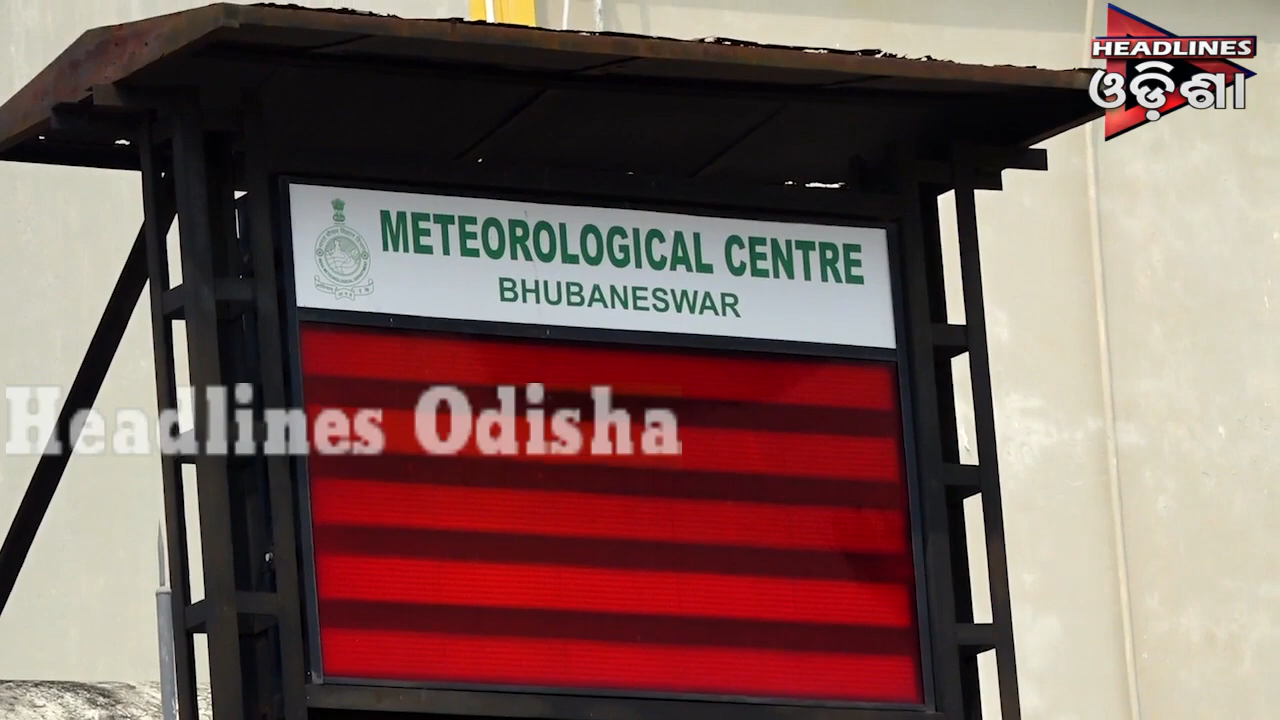 HEADLINES
ଓଡ଼ିଶା
METEOROLOGICAL CENTRE
BHUBANESWAR
Headlines Odisha